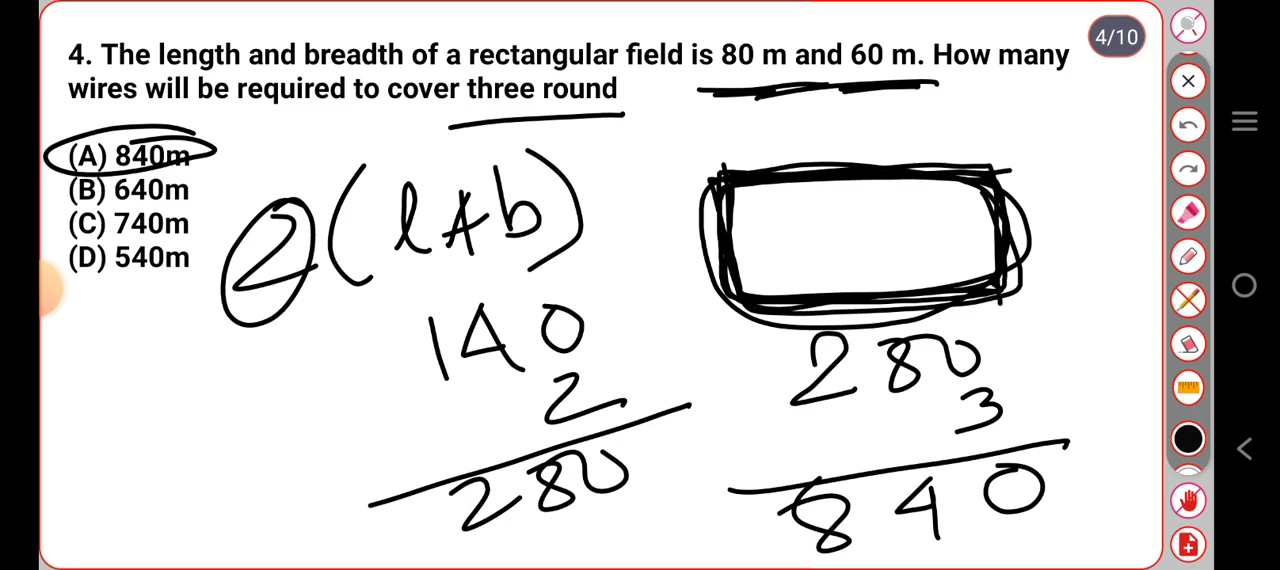 4/10
4. The length and breadth of a rectangular field is 80 m and 60 m. How many
wires will be required to cover three round
(A) 840m
(B) 640m
(C) 740m
(D) 540m
2(l+b)
140
2
280
280
3
840